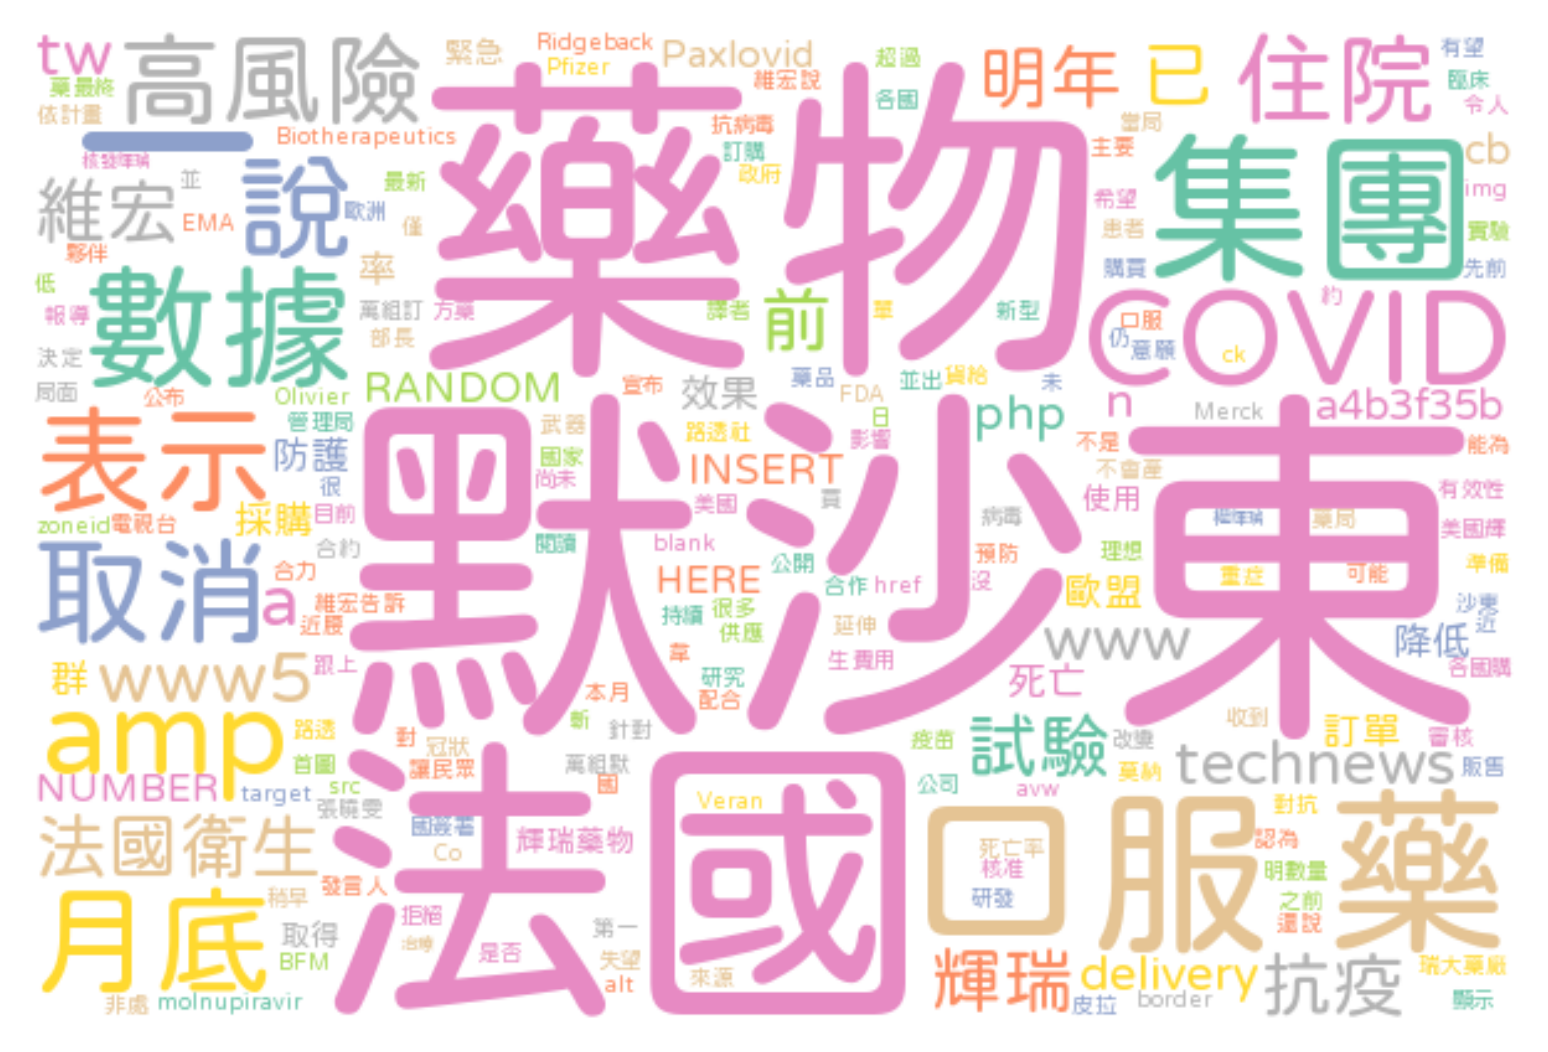 tw
高風險
緊急
Ridgeback
Pfizer
Paxlovid
維宏說
超過
各國
明年
已
住院
有望
臨床
令人
藥最終
依計畫
一
Biotherapeutics
藥物
抗病毒
訂購
政府
當局
主要
集團
cb
img
核發輝瑞
維宏
並
EMA
說
歐洲
最新
僅
希望
患者
實驗
夥伴
低
數據
率
購買
先前
報導
萬組訂
方藥
部長
譯者
前
單
新型
COVID
約
口服
仍
意願
ck
決定
局面
公布
Olivier
RANDOM
宣布
效果
藥品
FDA
並出
貨給
未
日
php
n
Merck
a4b3f35b
表示
管理局
防護
很
武器
國家
尚未
路透社
INSERT
影響
不是
不會產
能為
默沙東
使用
有效性
zoneid
電視台
採購
目前
美國
買
病毒
樞輝瑞
藥局
美國輝
取消
合約
閱讀
blank
公開
預防
理想
準備
合力
a
HERE
合作
href
沒
歐盟
重症
可能
維宏告訴
近腰
持續
很多
供應
延伸
www
沙東
近
降低
群
www5
跟上
韋
研究
生費用
死亡
各國購
本月
配合
amp
路透
對
冠狀
新
針對
疫苗
試驗
改變
收到
訂單
審核
首圖
讓民眾
萬組默
NUMBER
target
src
張曉雯
國
公司
avw
莫納
technews
販售
法國
Veran
法國衛生
國簽署
Co
輝瑞藥物
口服藥
對抗
死亡率
核准
認為
明數量
月底
稍早
發言人
拒絕
研發
之前
還說
取得
BFM
治療
是否
第一
失望
alt
來源
輝瑞
delivery
抗疫
瑞大藥廠
非處
molnupiravir
皮拉
border
顯示